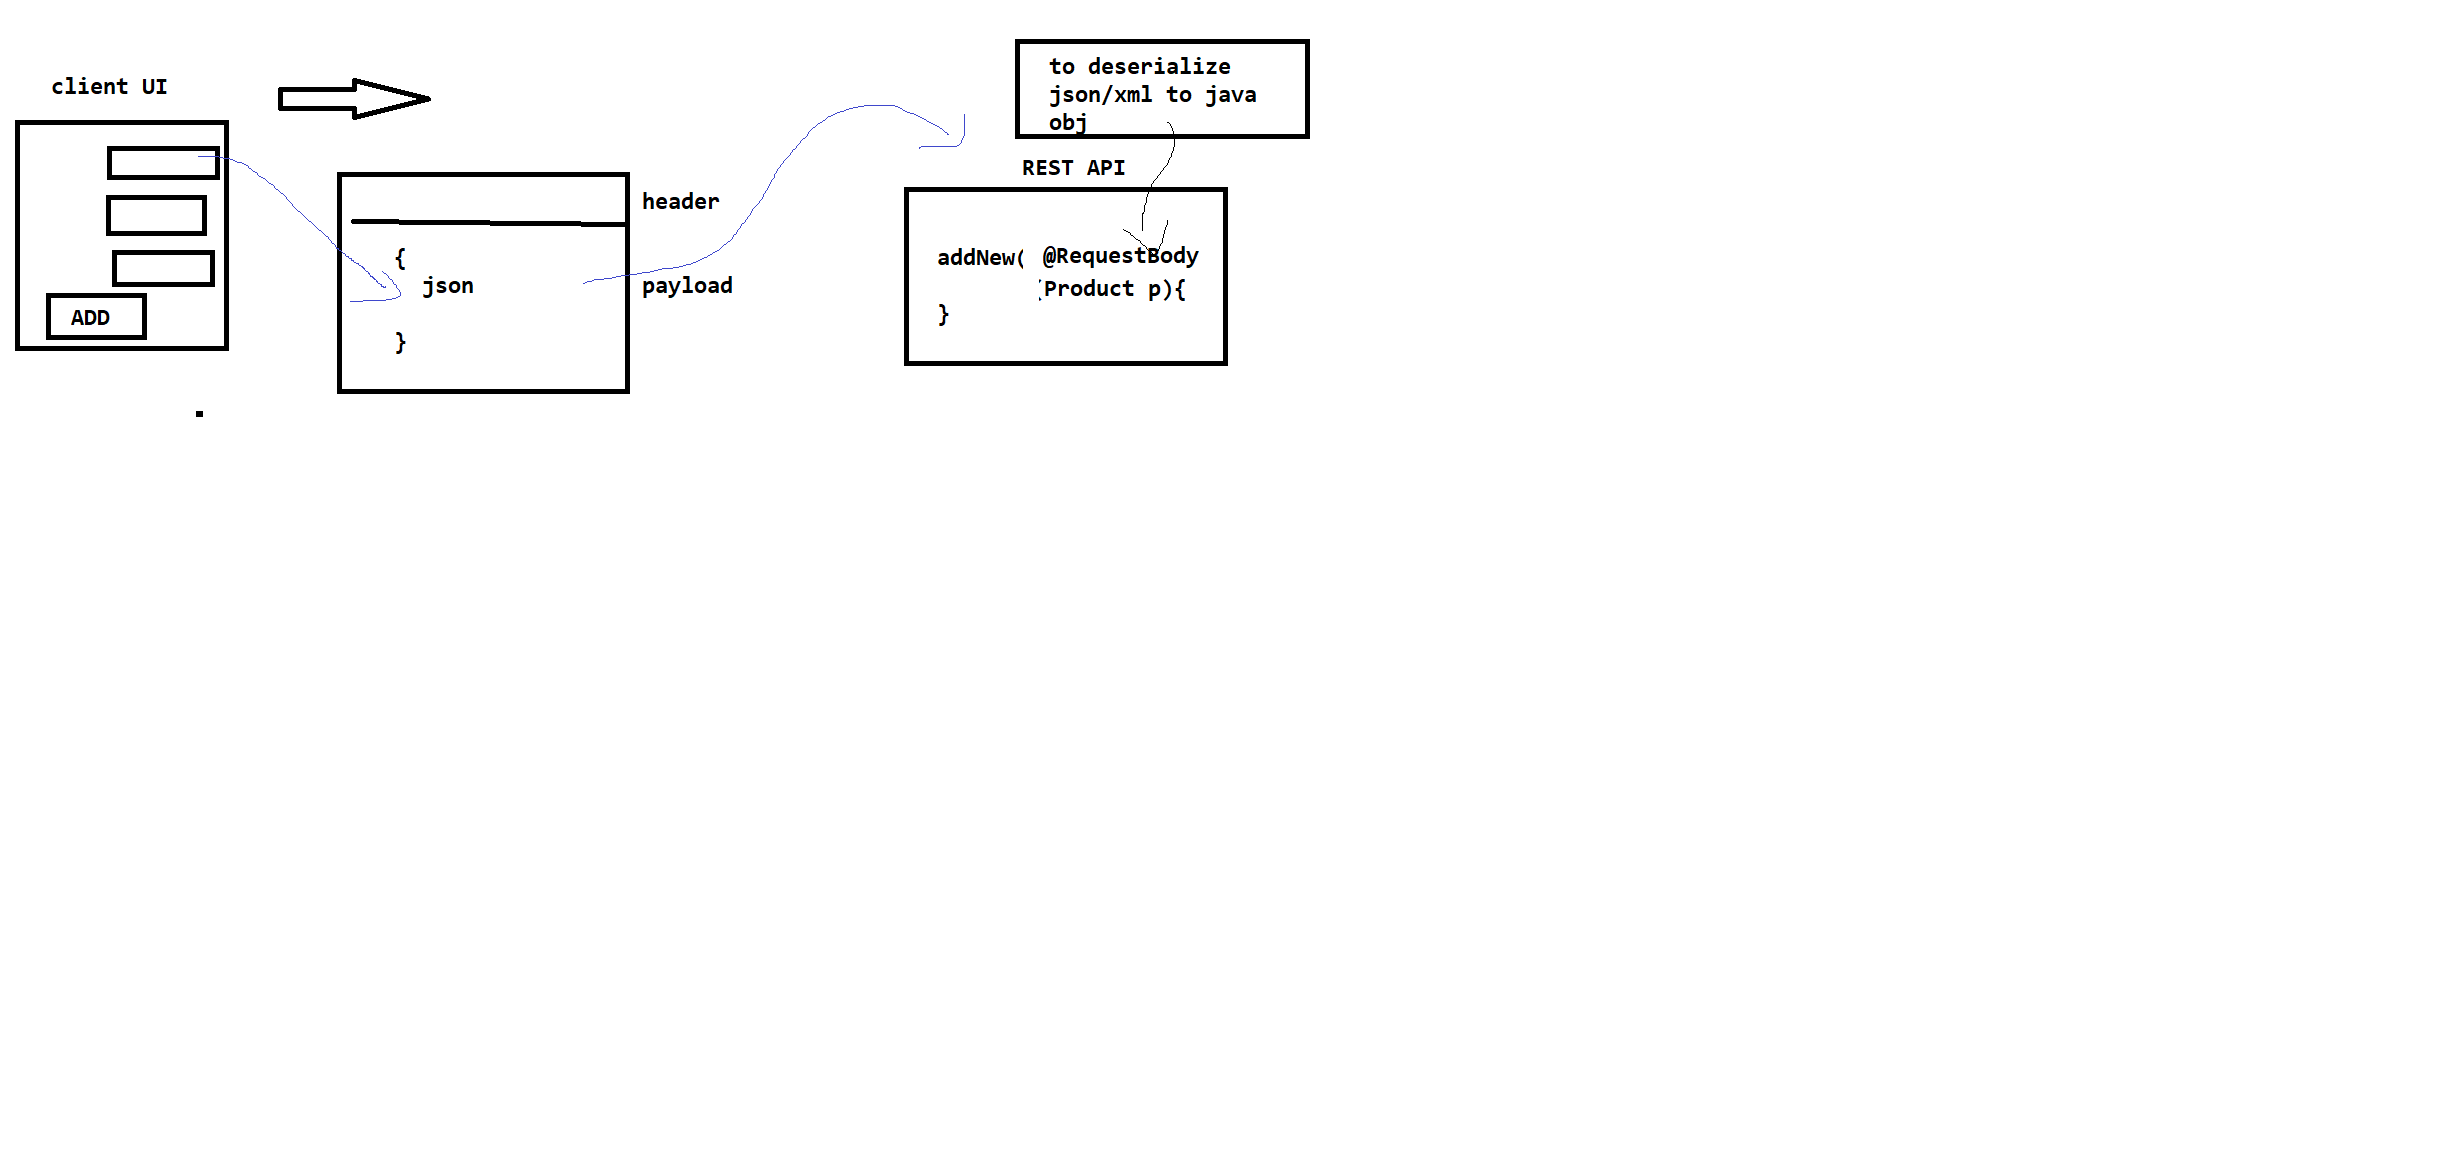 client UI
ADD
header
{
json
payload
}
to deserialize
json/xml to java
obj
REST API
addNew( @RequestBody
(Product p){
}